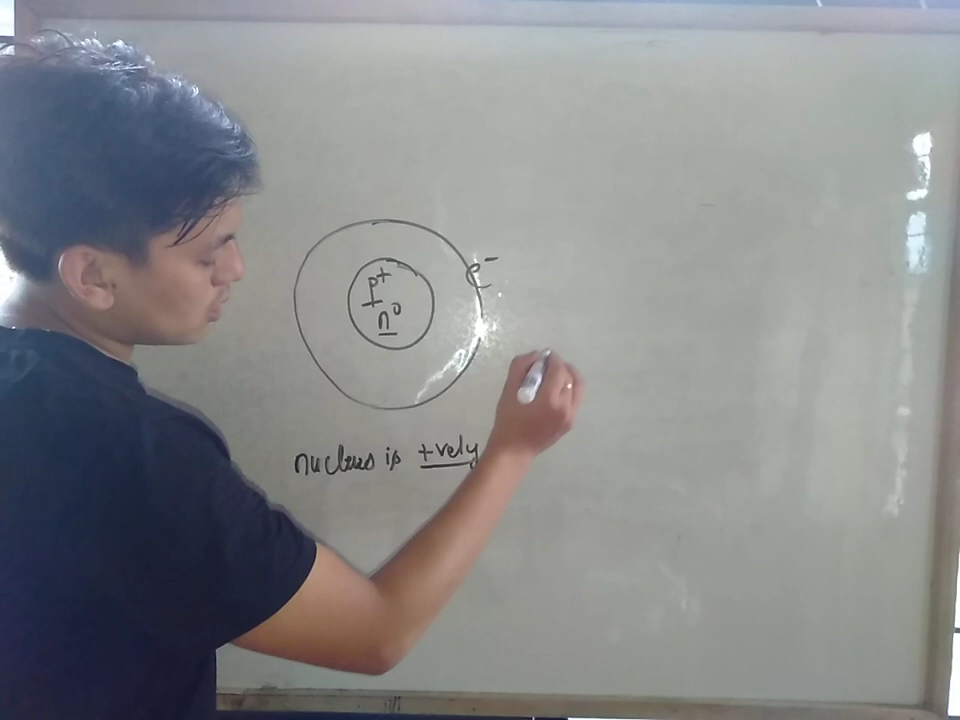 p⁺
e⁻
n⁰
nucleus is +vely